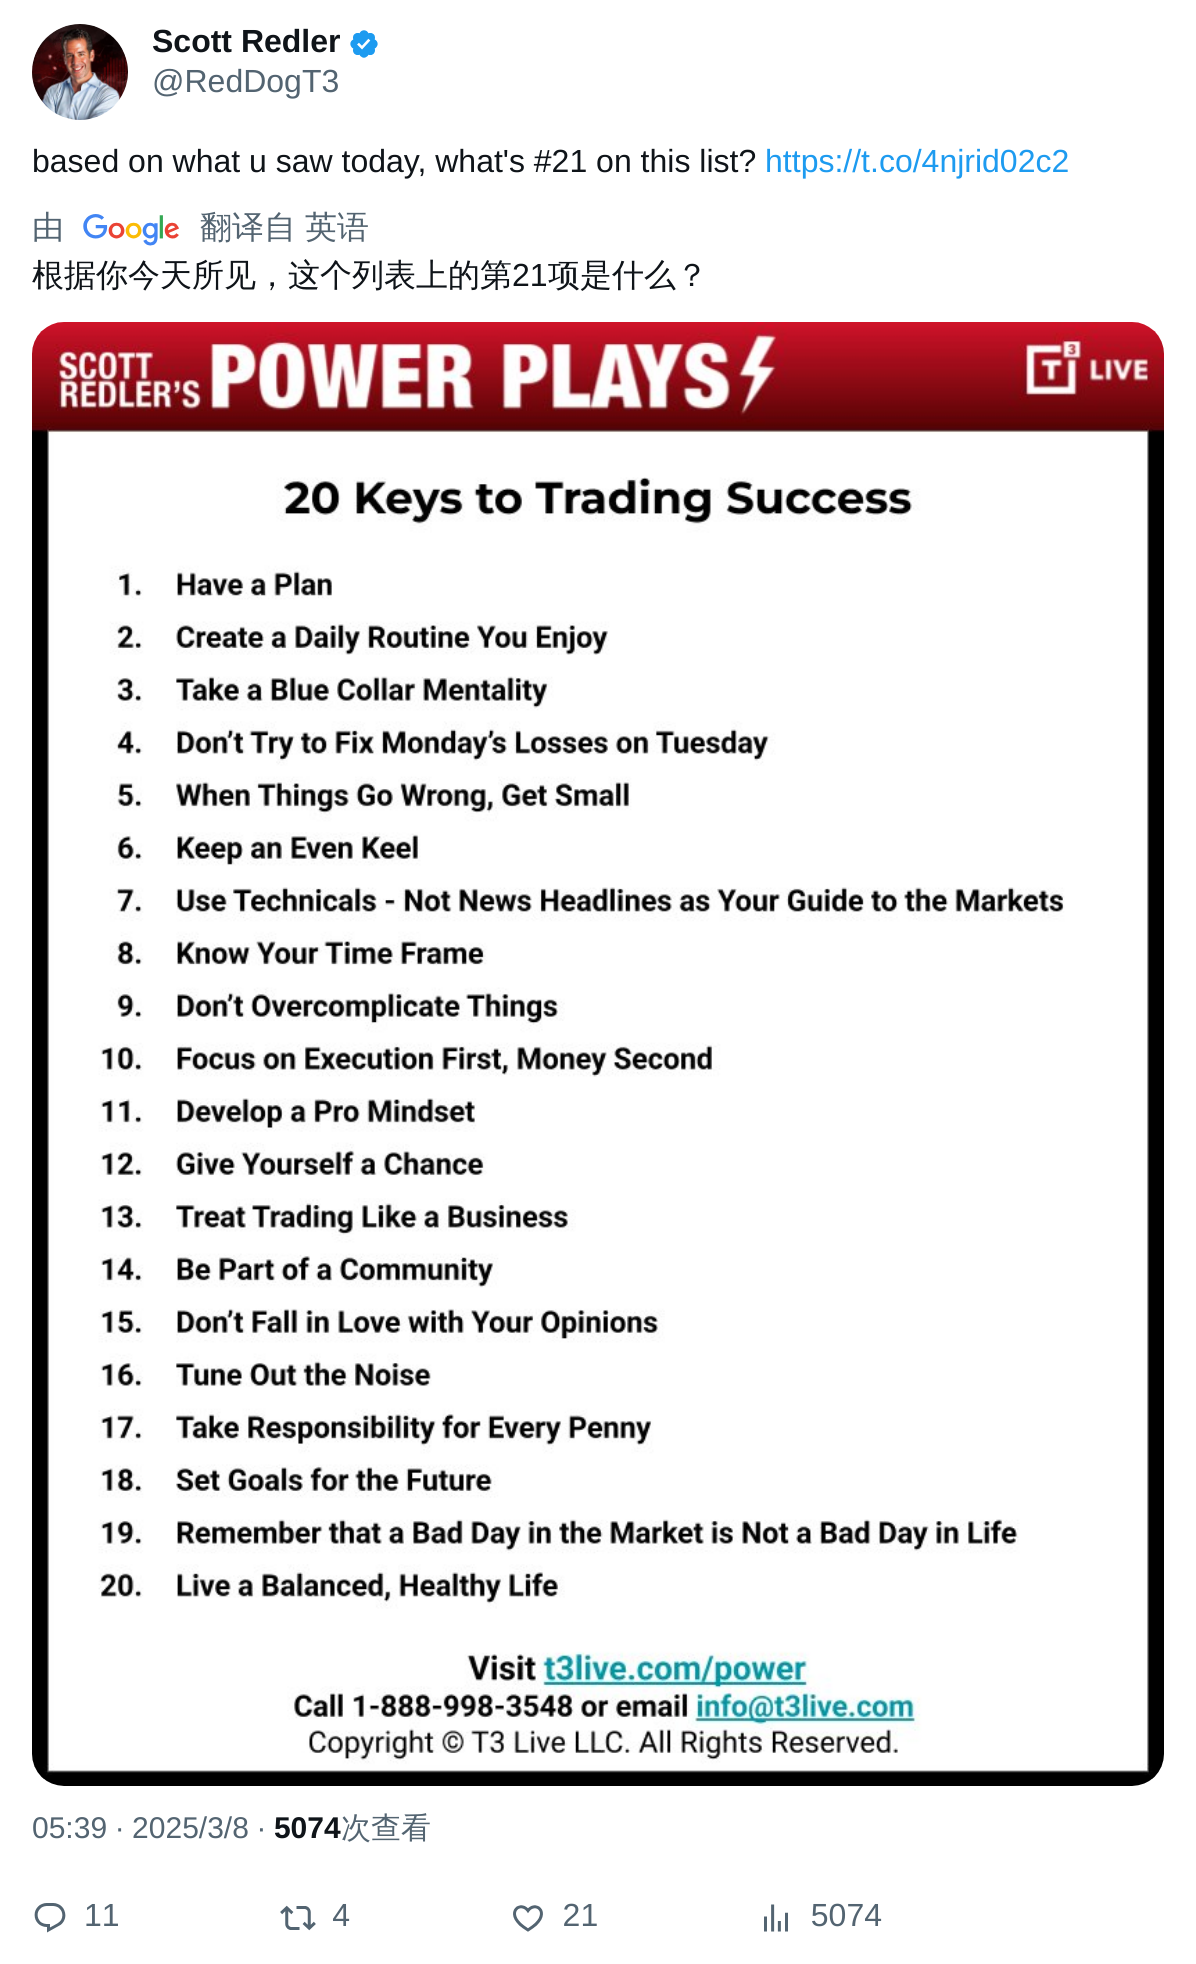 Scott Redler
@RedDogT3
based on what u saw today, what's #21 on this list? https://t.co/4njrid02c2
由 Google 翻译自 英语
根据你今天所见，这个列表上的第21项是什么？
SCOTT REDLER'S POWER PLAYS
T3 LIVE
20 Keys to Trading Success
1. Have a Plan
2. Create a Daily Routine You Enjoy
3. Take a Blue Collar Mentality
4. Don't Try to Fix Monday's Losses on Tuesday
5. When Things Go Wrong, Get Small
6. Keep an Even Keel
7. Use Technicals - Not News Headlines as Your Guide to the Markets
8. Know Your Time Frame
9. Don't Overcomplicate Things
10. Focus on Execution First, Money Second
11. Develop a Pro Mindset
12. Give Yourself a Chance
13. Treat Trading Like a Business
14. Be Part of a Community
15. Don't Fall in Love with Your Opinions
16. Tune Out the Noise
17. Take Responsibility for Every Penny
18. Set Goals for the Future
19. Remember that a Bad Day in the Market is Not a Bad Day in Life
20. Live a Balanced, Healthy Life
Visit t3live.com/power
Call 1-888-998-3548 or email info@t3live.com
Copyright © T3 Live LLC. All Rights Reserved.
05:39 · 2025/3/8 · 5074次查看
11 4 21 5074